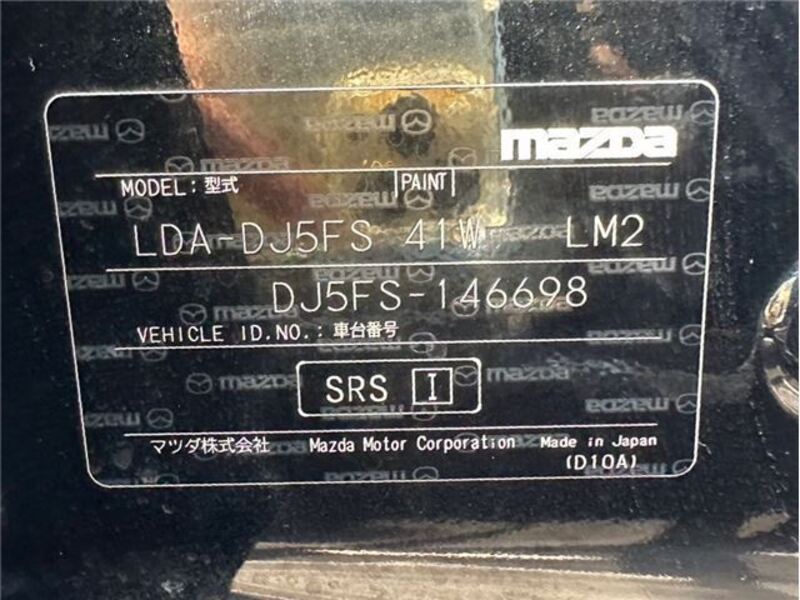 mazda
MODEL: 型式 PAINT
LDA DJ5FS 41W LM2
DJ5FS-146698
VEHICLE ID.NO.: 車台番号
SRS I
マツダ株式会社 Mazda Motor Corporation Made in Japan
(D10A)